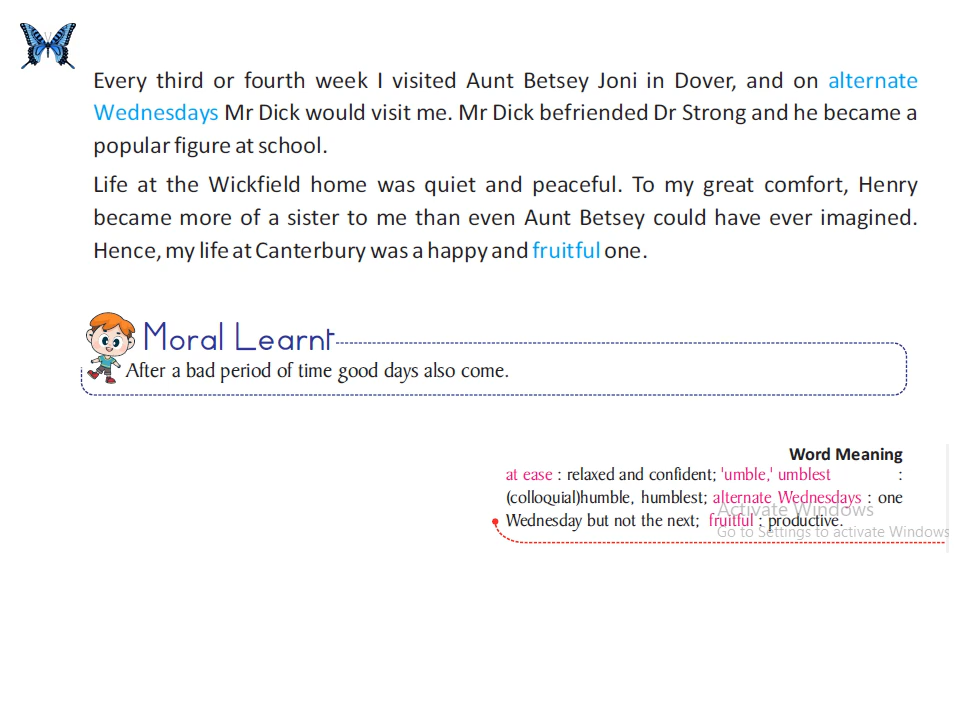 Every third or fourth week I visited Aunt Betsey Joni in Dover, and on alternate
Wednesdays Mr Dick would visit me. Mr Dick befriended Dr Strong and he became a
popular figure at school.
Life at the Wickfield home was quiet and peaceful. To my great comfort, Henry
became more of a sister to me than even Aunt Betsey could have ever imagined.
Hence, my life at Canterbury was a happy and fruitful one.
Moral Learnt
After a bad period of time good days also come.
Word Meaning
at ease : relaxed and confident; 'umble,' umblest :
(colloquial)humble, humblest; alternate Wednesdays : one
Wednesday but not the next; fruitful : productive.
Activate Windows
Go to Settings to activate Windows